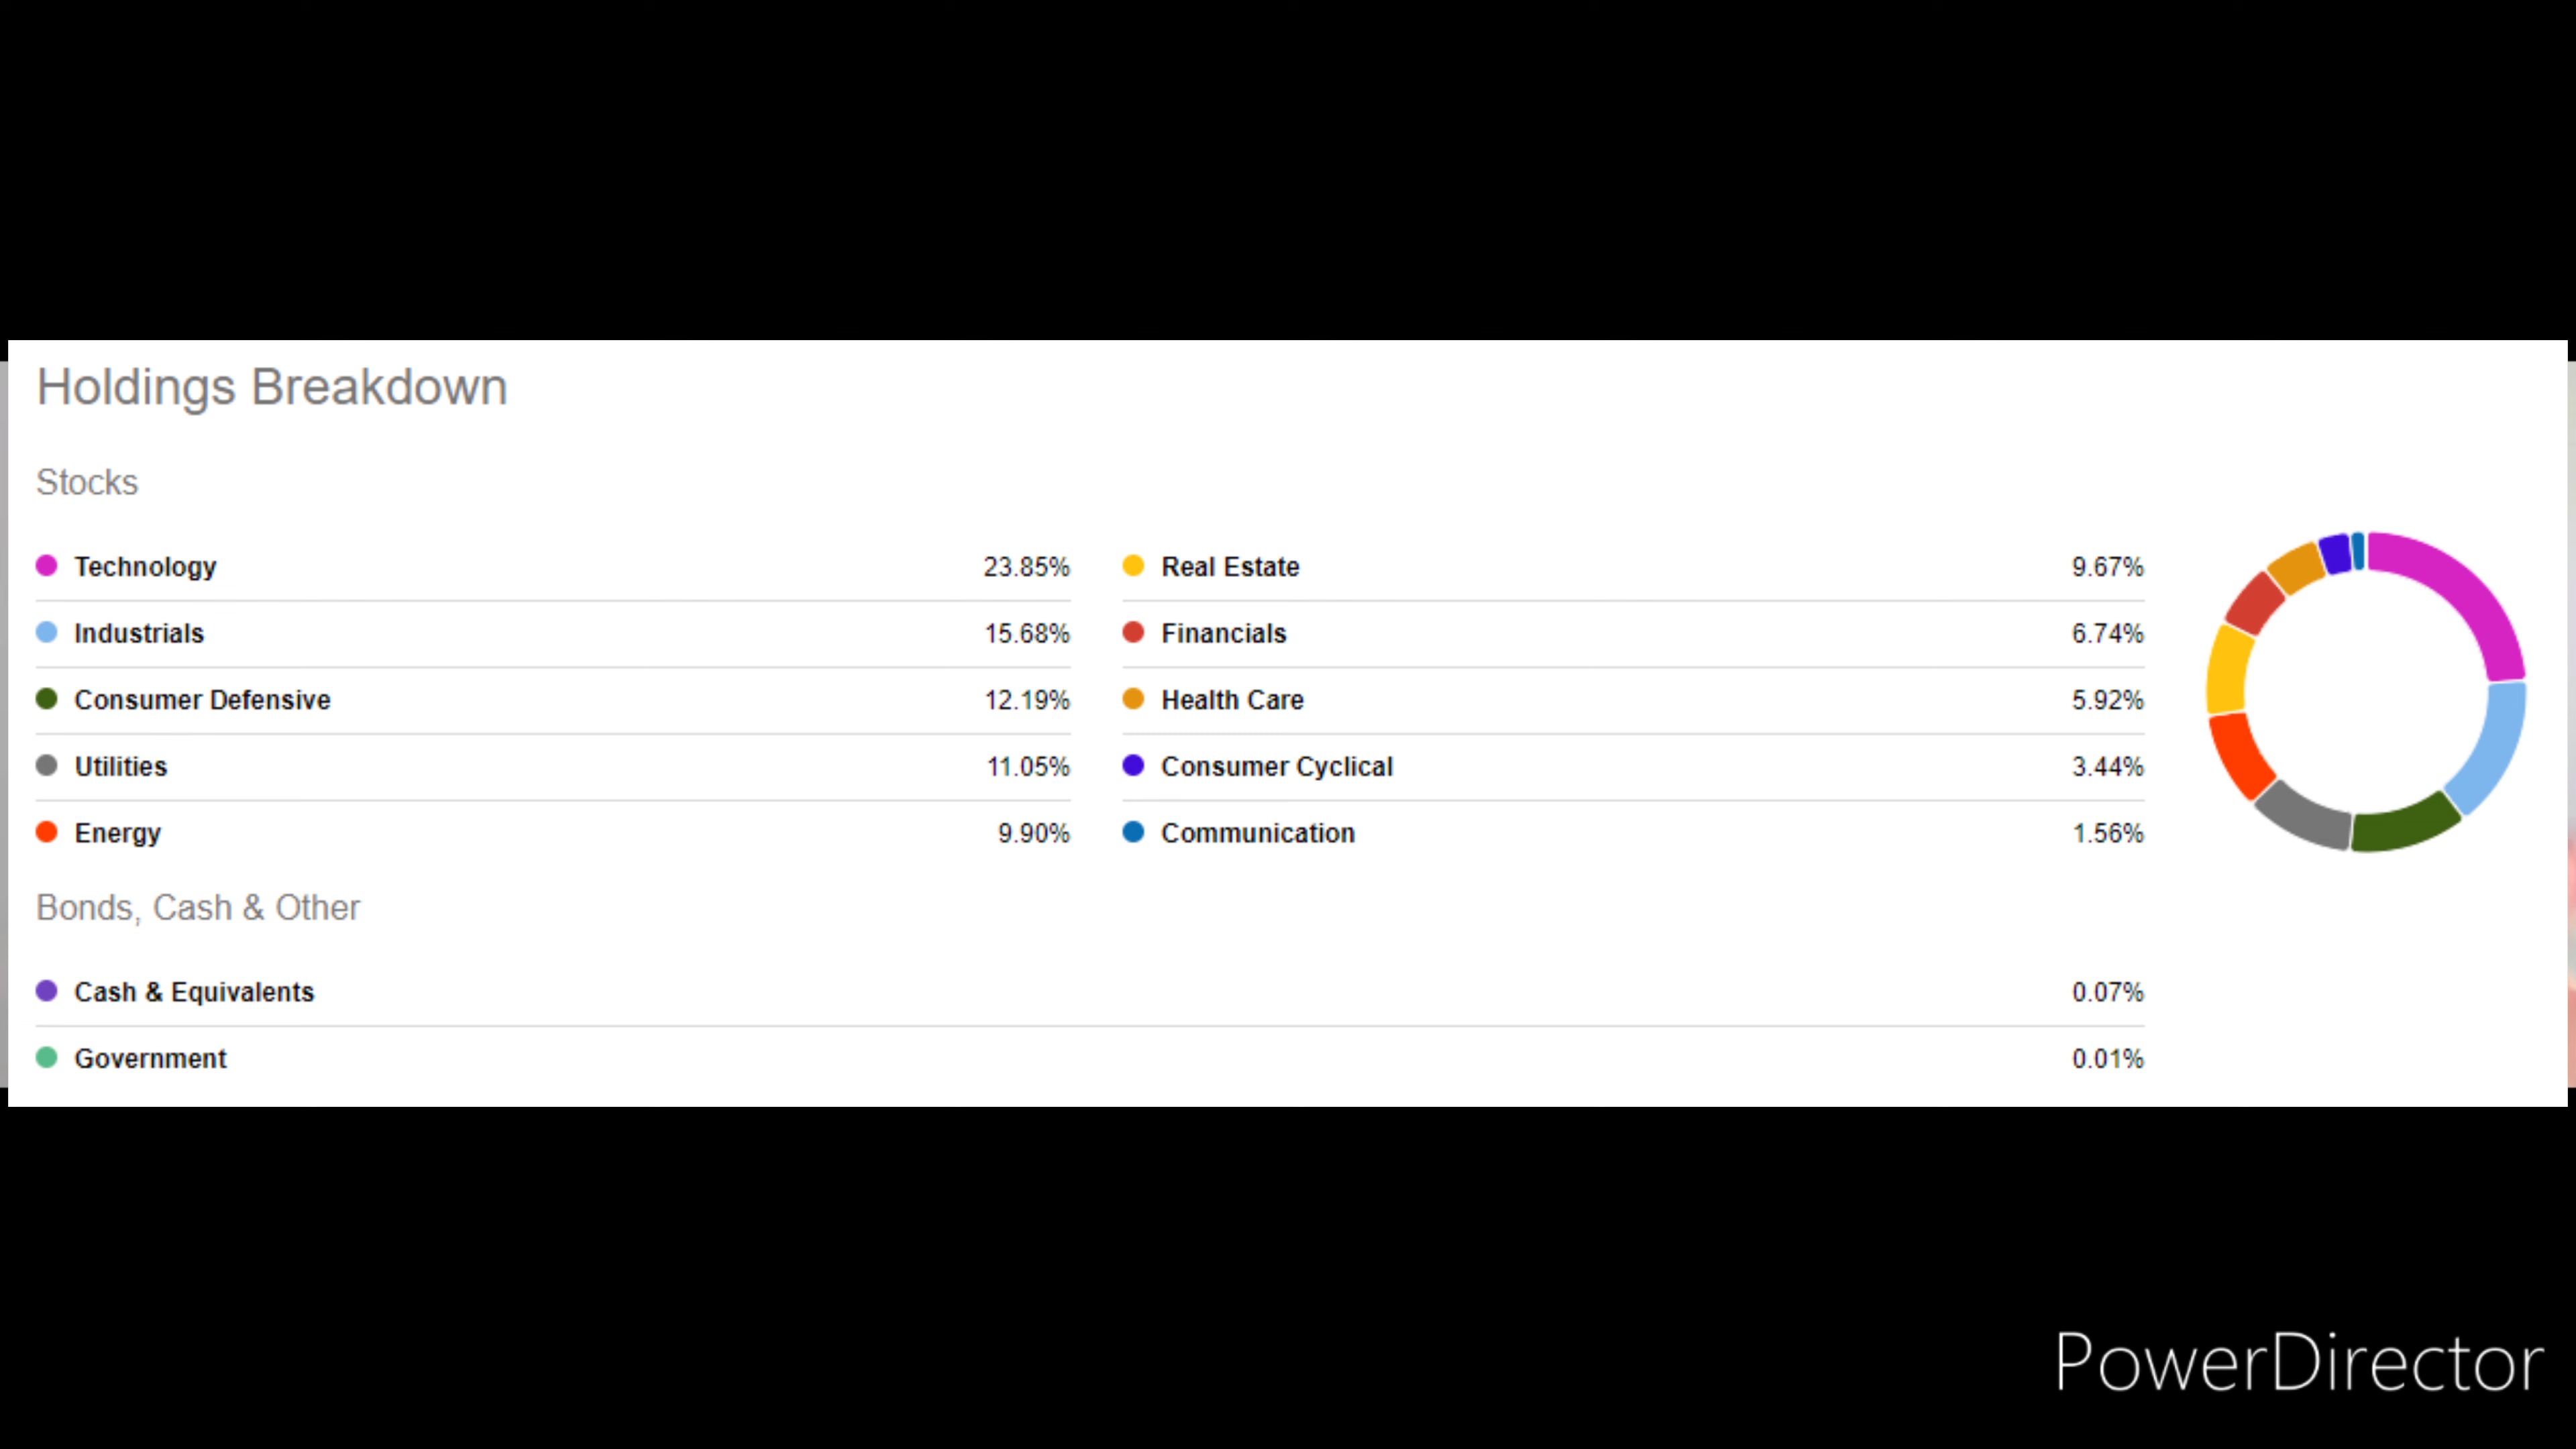 Holdings Breakdown
Stocks
Technology 23.85%
Industrials 15.68%
Consumer Defensive 12.19%
Utilities 11.05%
Energy 9.90%
Real Estate 9.67%
Financials 6.74%
Health Care 5.92%
Consumer Cyclical 3.44%
Communication 1.56%
Bonds, Cash & Other
Cash & Equivalents 0.07%
Government 0.01%
PowerDirector